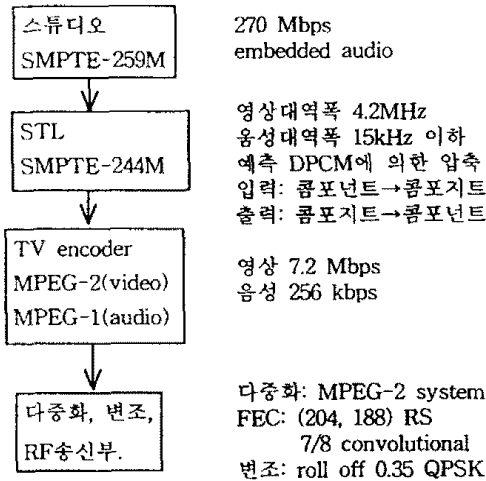 스튜디오
SMPTE-259M
270 Mbps
embedded audio
STL
SMPTE-244M
영상대역폭 4.2MHz
음성대역폭 15kHz 이하
예측 DPCM에 의한 압축
입력: 콤포넌트→콤포지트
출력: 콤포지트→콤포넌트
TV encoder
MPEG-2(video)
MPEG-1(audio)
영상 7.2 Mbps
음성 256 kbps
다중화, 변조,
RF송신부.
다중화: MPEG-2 system
FEC: (204, 188) RS
7/8 convolutional
변조: roll off 0.35 QPSK